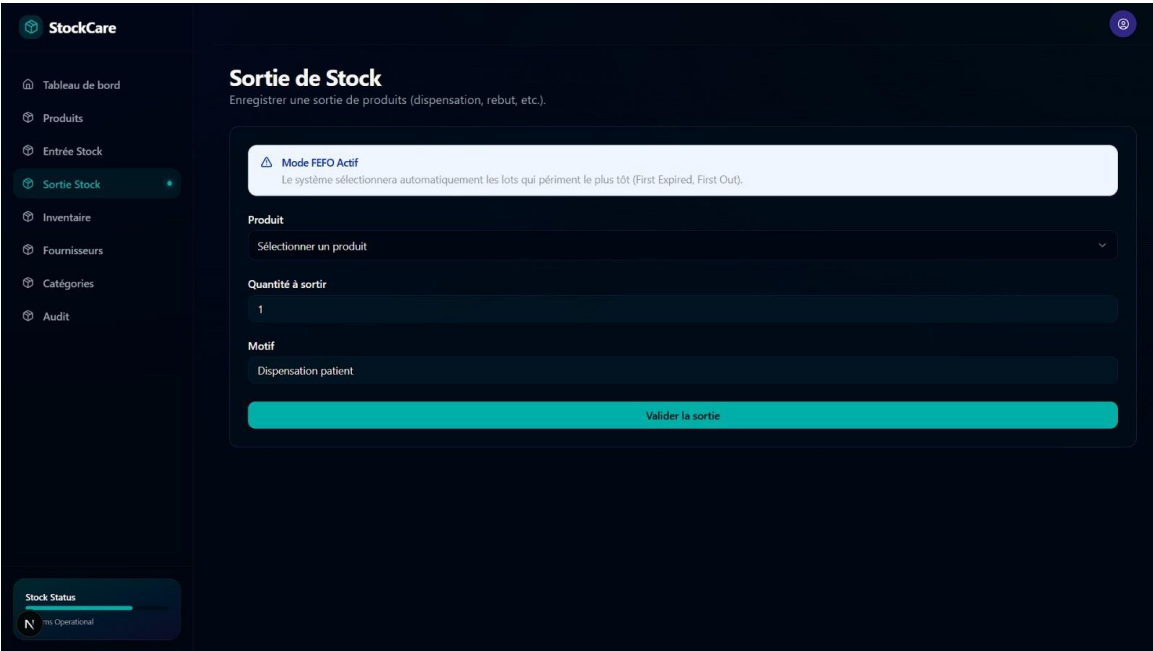 StockCare
Tableau de bord
Produits
Entrée Stock
Sortie Stock
Inventaire
Fournisseurs
Catégories
Audit
Stock Status
N
ms Operational
Sortie de Stock
Enregistrer une sortie de produits (dispensation, rebut, etc.).
Mode FEFO Actif
Le système sélectionnera automatiquement les lots qui périment le plus tôt (First Expired, First Out).
Produit
Sélectionner un produit
Quantité à sortir
1
Motif
Dispensation patient
Valider la sortie